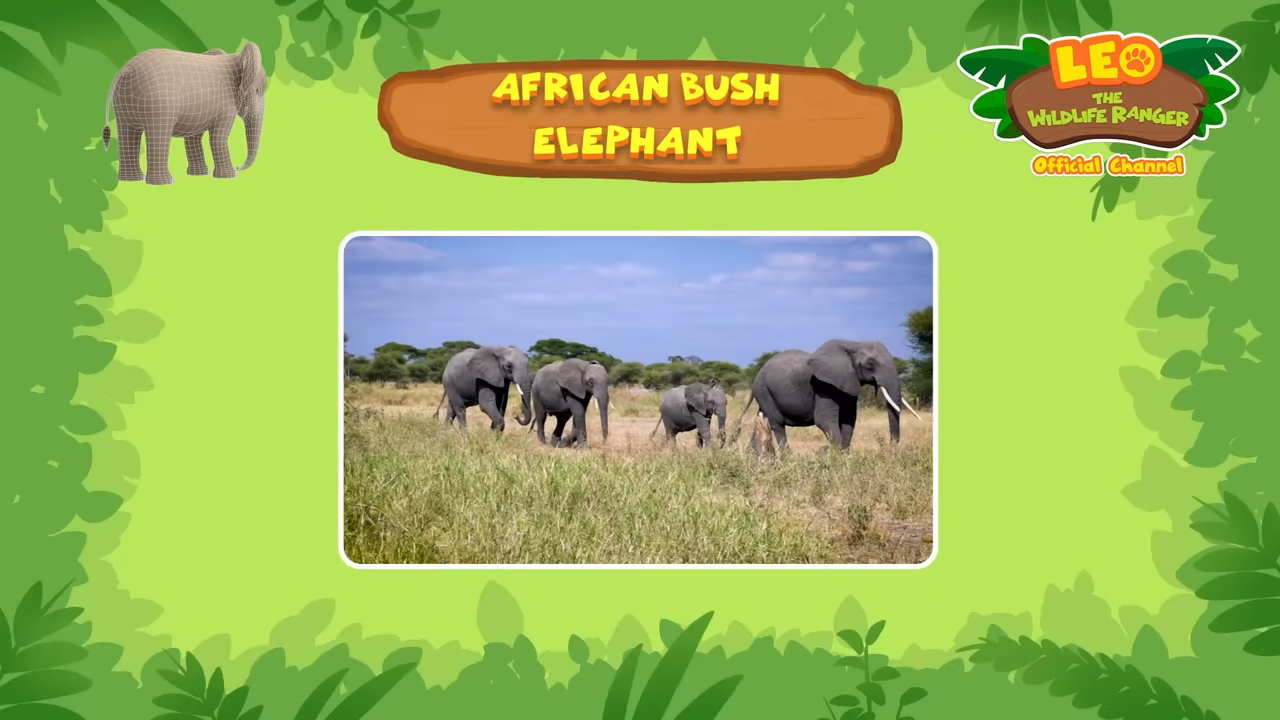 AFRICAN BUSH
ELEPHANT
LEO
THE
WILDLIFE RANGER
Official Channel